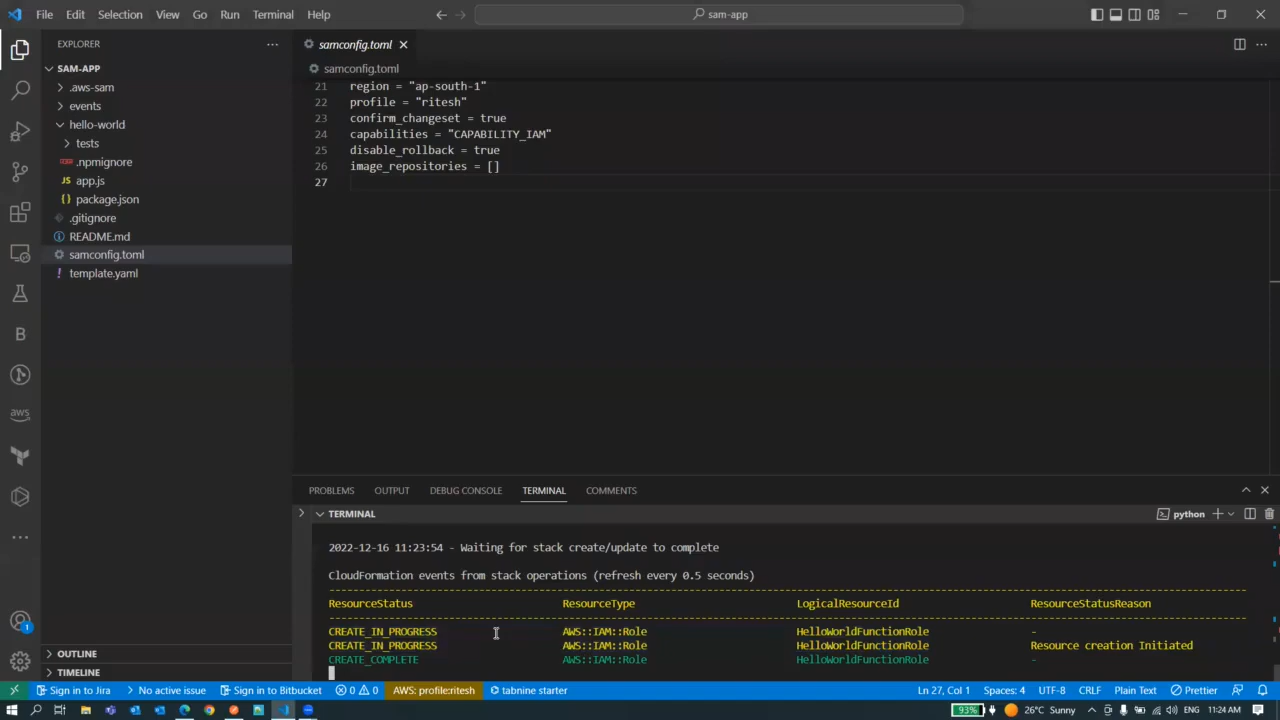 File Edit Selection View Go Run Terminal Help
sam-app
EXPLORER
SAM-APP
.aws-sam
events
hello-world
tests
.npmignore
JS app.js
{} package.json
.gitignore
README.md
samconfig.toml
! template.yaml
OUTLINE
TIMELINE
samconfig.toml
samconfig.toml
21 region = "ap-south-1"
22 profile = "ritesh"
23 confirm_changeset = true
24 capabilities = "CAPABILITY_IAM"
25 disable_rollback = true
26 image_repositories = []
27
PROBLEMS OUTPUT DEBUG CONSOLE TERMINAL COMMENTS
TERMINAL
python
2022-12-16 11:23:54 - Waiting for stack create/update to complete
CloudFormation events from stack operations (refresh every 0.5 seconds)
ResourceStatus ResourceType LogicalResourceId ResourceStatusReason
CREATE_IN_PROGRESS AWS::IAM::Role HelloWorldFunctionRole -
CREATE_IN_PROGRESS AWS::IAM::Role HelloWorldFunctionRole Resource creation Initiated
CREATE_COMPLETE AWS::IAM::Role HelloWorldFunctionRole -
B
aws
1
Sign in to Jira No active issue Sign in to Bitbucket 0 0 AWS: profile:ritesh tabnine starter Ln 27, Col 1 Spaces: 4 UTF-8 CRLF Plain Text Prettier
93% 26°C Sunny ENG 11:24 AM